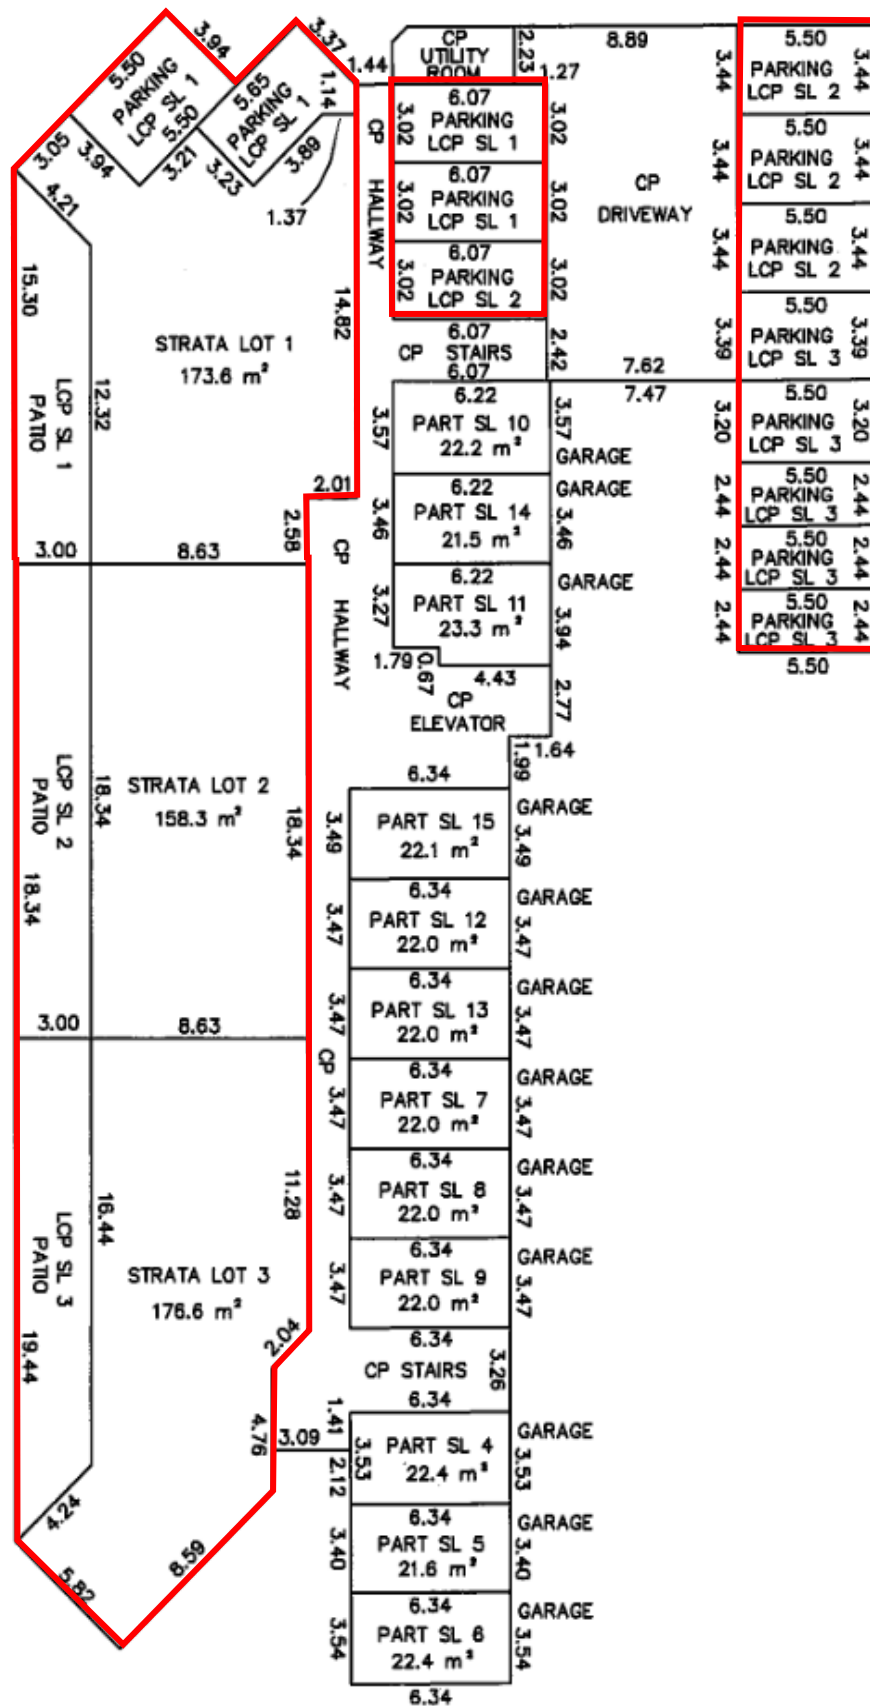 3.94
3.37
5.50
PARKING
LCP SL 1
5.50
3.05
3.94
3.21
5.65
PARKING
LCP SL 1
1.14
3.23
3.89
1.37
4.21
1.44
CP
UTILITY
ROOM
2.23
1.27
8.89
6.07
3.02
PARKING
LCP SL 1
3.02
6.07
3.02
PARKING
LCP SL 1
3.02
6.07
3.02
PARKING
LCP SL 2
3.02
CP
HALLWAY
CP
DRIVEWAY
3.44
5.50
PARKING
LCP SL 2
3.44
3.44
5.50
PARKING
LCP SL 2
3.44
3.44
5.50
PARKING
LCP SL 2
3.44
3.39
5.50
PARKING
LCP SL 3
3.39
3.20
5.50
PARKING
LCP SL 3
3.20
2.44
5.50
PARKING
LCP SL 3
2.44
2.44
5.50
PARKING
LCP SL 3
2.44
2.44
5.50
PARKING
LCP SL 3
2.44
5.50
15.30
STRATA LOT 1
173.6 m²
14.82
LCP SL 1
PATIO
12.32
2.01
2.58
3.00
8.63
6.07
CP STAIRS
6.07
2.42
7.62
7.47
3.57
6.22
PART SL 10
22.2 m²
3.57
GARAGE
3.46
6.22
PART SL 14
21.5 m²
GARAGE
3.46
3.27
6.22
PART SL 11
23.3 m²
GARAGE
3.94
1.79
0.67
4.43
CP
ELEVATOR
2.77
1.64
1.99
CP
HALLWAY
LCP SL 2
PATIO
18.34
18.34
STRATA LOT 2
158.3 m²
18.34
3.00
8.63
6.34
3.49
PART SL 15
22.1 m²
GARAGE
3.49
6.34
3.47
PART SL 12
22.0 m²
GARAGE
3.47
6.34
3.47
PART SL 13
22.0 m²
GARAGE
3.47
CP
6.34
3.47
PART SL 7
22.0 m²
GARAGE
3.47
6.34
3.47
PART SL 8
22.0 m²
GARAGE
3.47
6.34
3.47
PART SL 9
22.0 m²
GARAGE
3.47
6.34
CP STAIRS
3.26
6.34
LCP SL 3
PATIO
16.44
19.44
STRATA LOT 3
176.6 m²
11.28
2.04
4.76
3.09
4.24
5.82
8.59
1.41
2.12
3.53
PART SL 4
22.4 m²
GARAGE
3.53
6.34
3.40
PART SL 5
21.6 m²
GARAGE
3.40
6.34
3.54
PART SL 6
22.4 m²
GARAGE
3.54
6.34